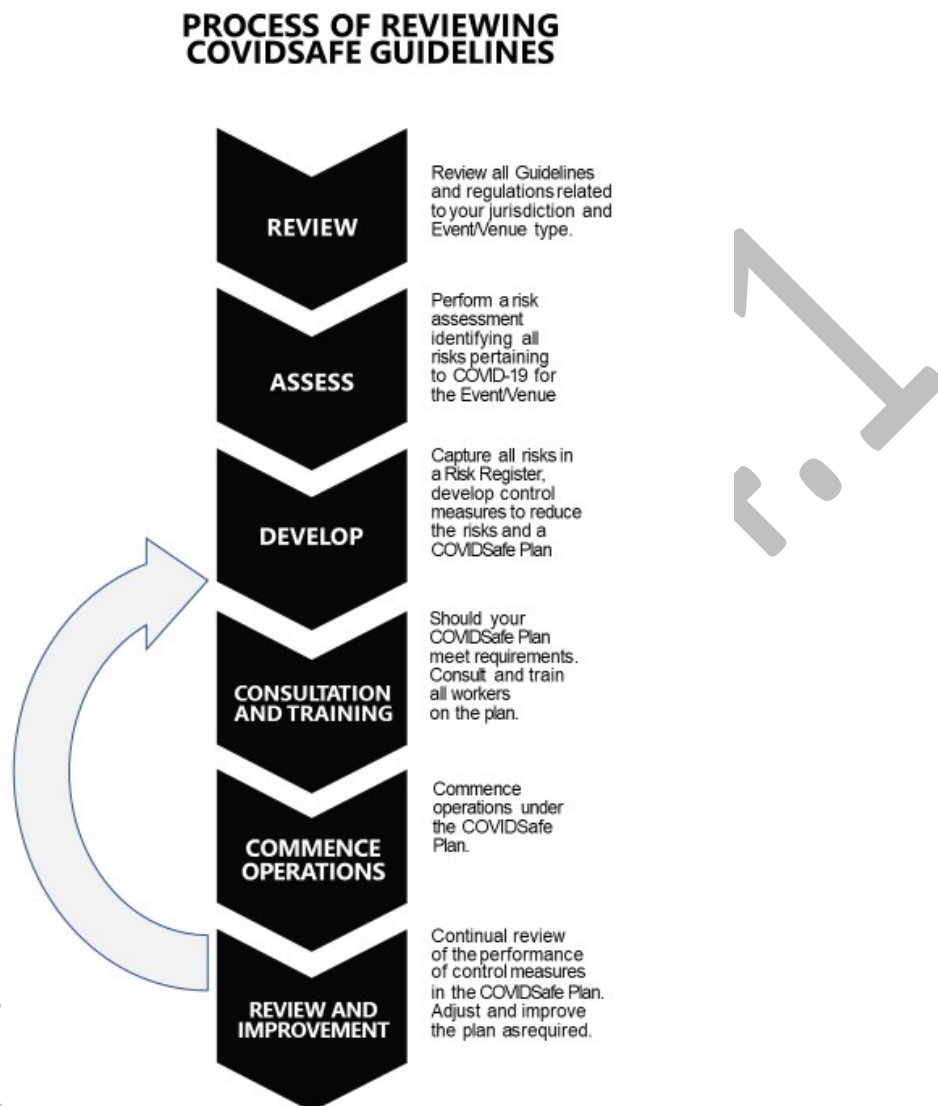 PROCESS OF REVIEWING
COVIDSAFE GUIDELINES
REVIEW
Review all Guidelines
and regulations related
to your jurisdiction and
Event/Venue type.
ASSESS
Perform a risk
assessment
identifying all
risks pertaining
to COVID-19 for
the Event/Venue
DEVELOP
Capture all risks in
a Risk Register,
develop control
measures to reduce
the risks and a
COVIDSafe Plan
CONSULTATION
AND TRAINING
Should your
COVIDSafe Plan
meet requirements.
Consult and train
all workers
on the plan.
COMMENCE
OPERATIONS
Commence
operations under
the COVIDSafe
Plan.
REVIEW AND
IMPROVEMENT
Continual review
of the performance
of control measures
in the COVIDSafe Plan.
Adjust and improve
the plan as required.